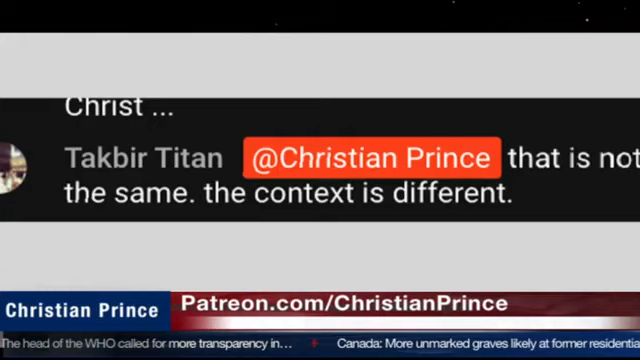 Christ ...
Takbir Titan @Christian Prince that is not
the same. the context is different.
Christian Prince
Patreon.com/ChristianPrince
The head of the WHO called for more transparency in… + Canada: More unmarked graves likely at former residentia